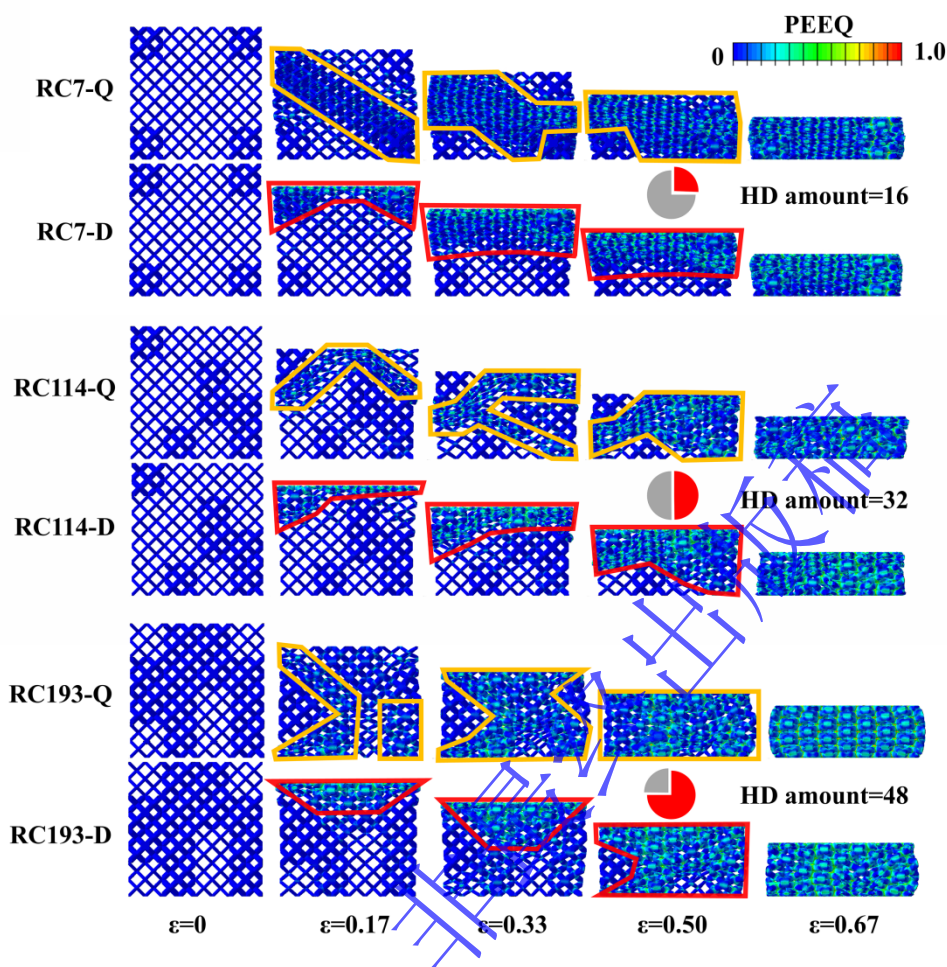 PEEQ
0 1.0
RC7-Q
HD amount=16
RC7-D
RC114-Q
HD amount=32
RC114-D
RC193-Q
HD amount=48
RC193-D
ε=0 ε=0.17 ε=0.33 ε=0.50 ε=0.67